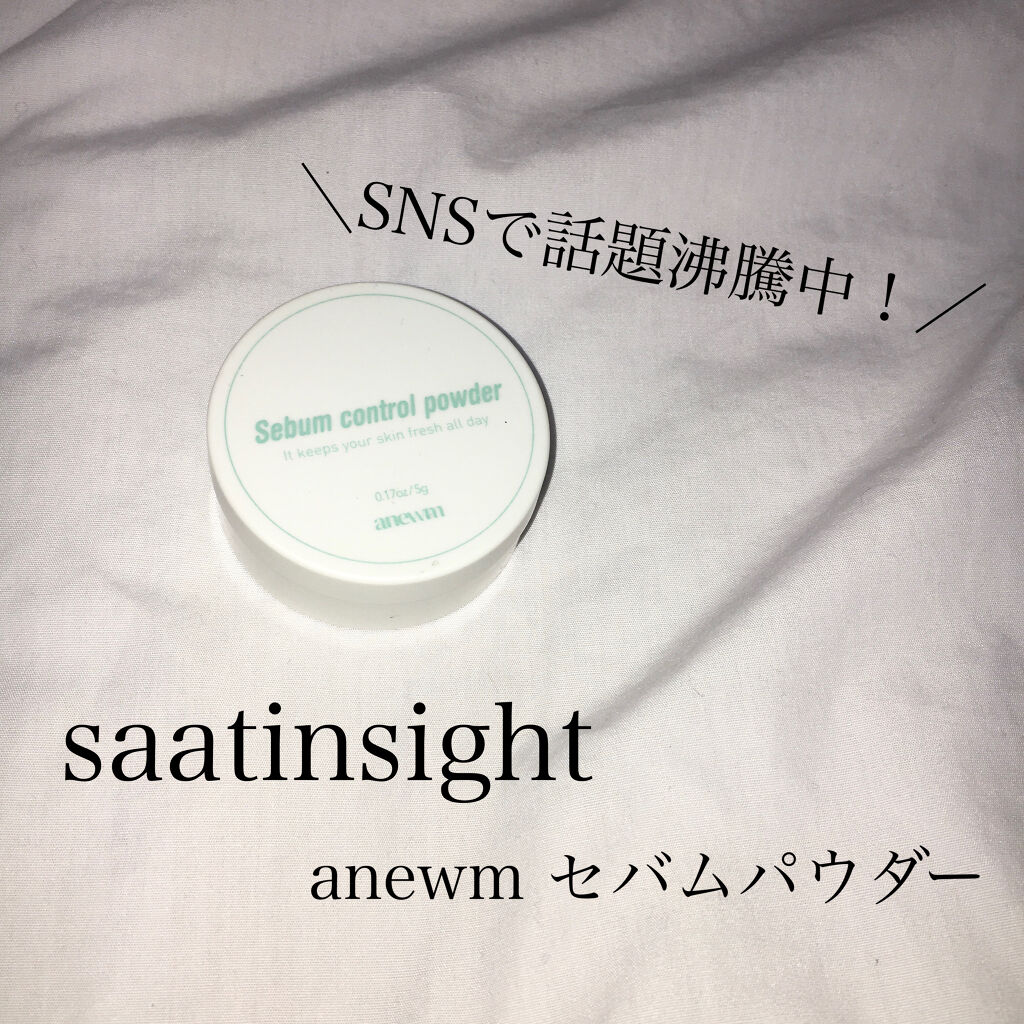 ＼SNSで話題沸騰中！／
Sebum control powder
It keeps your skin fresh all day
0.17oz/5g
anewm
saatinsight
anewm セバムパウダー